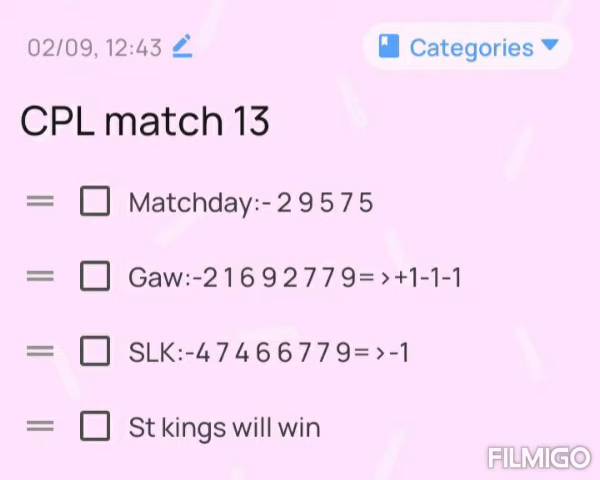 02/09, 12:43
Categories
CPL match 13
Matchday:- 2 9 5 7 5
Gaw:-2 1 6 9 2 7 7 9= >+1-1-1
SLK:-4 7 4 6 6 7 7 9= >-1
St kings will win
FILMIGO